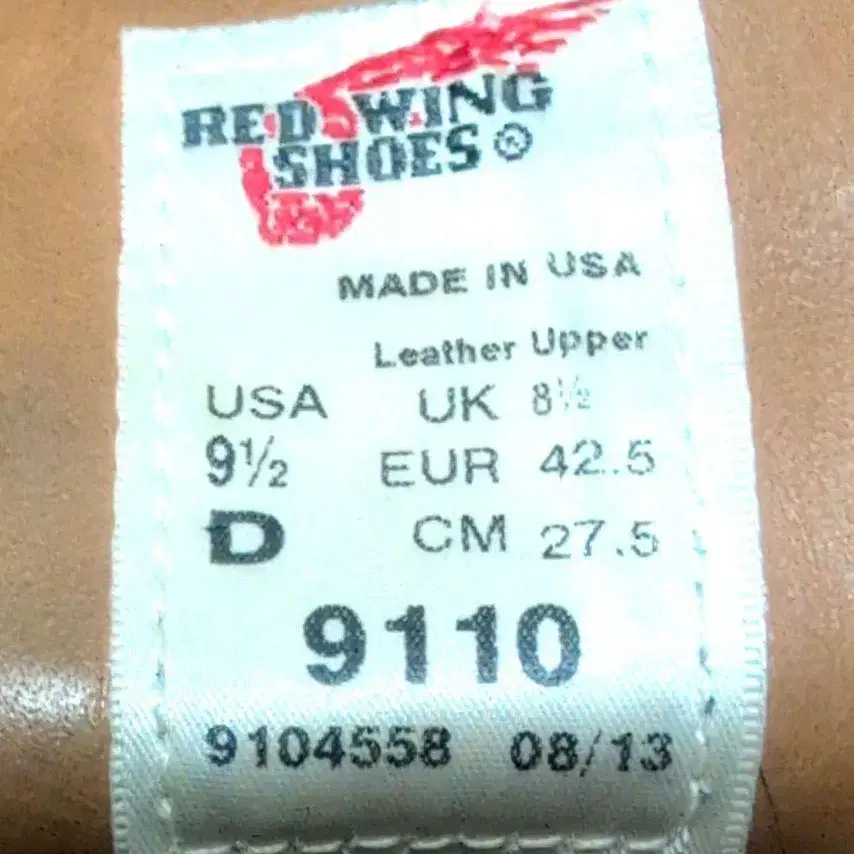 RED WING
SHOES®
MADE IN USA
Leather Upper
USA UK 8½
9½ EUR 42.5
D CM 27.5
9110
9104558 08/13